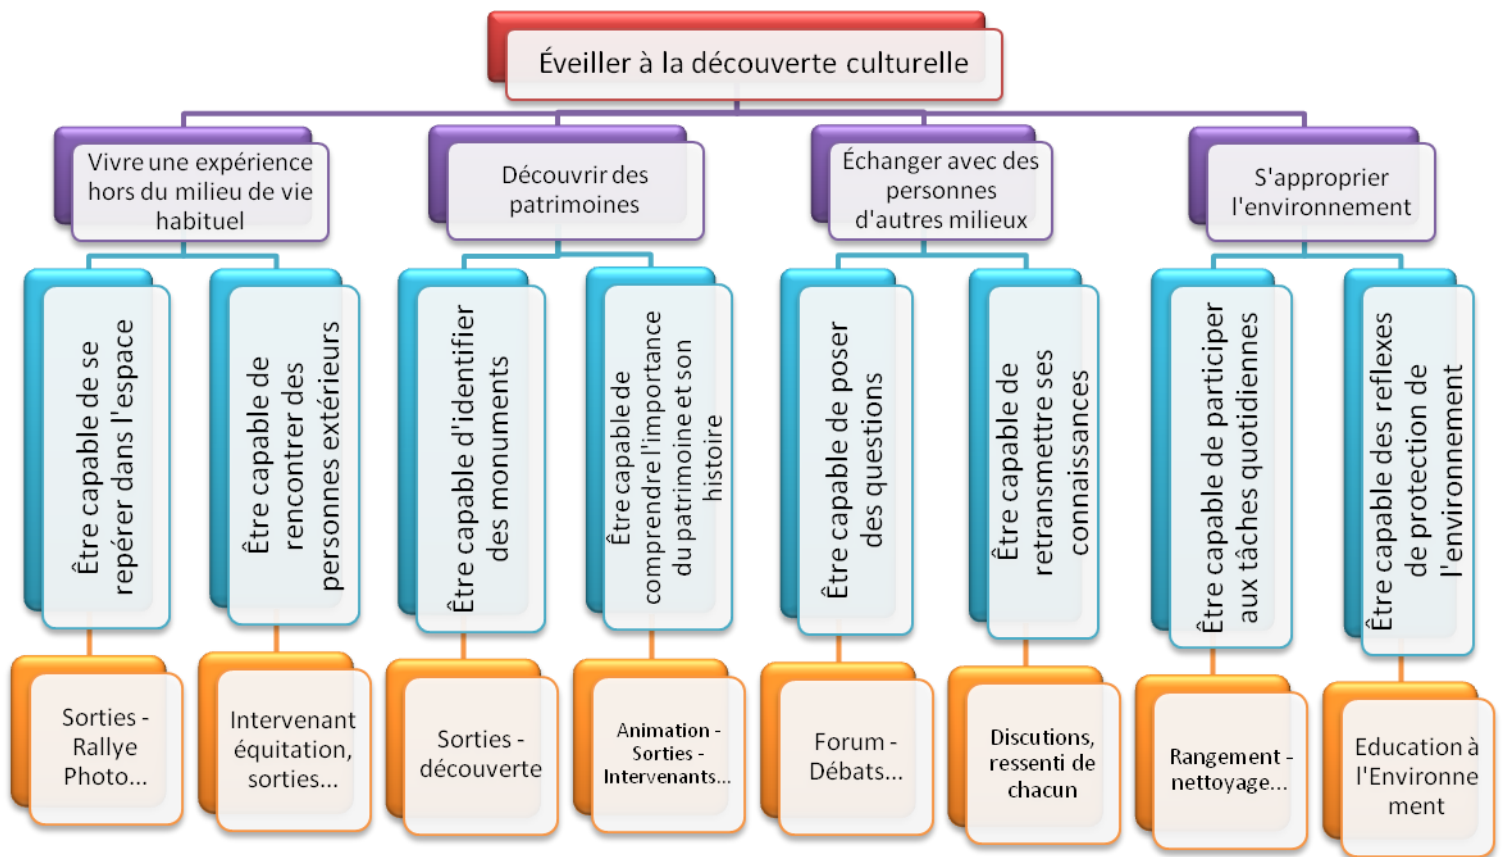 Éveiller à la découverte culturelle
Vivre une expérience
hors du milieu de vie
habituel
Découvrir des
patrimoines
Échanger avec des
personnes
d'autres milieux
S'approprier
l'environnement
Être capable de se
repérer dans l'espace
Être capable de
rencontrer des
personnes extérieurs
Être capable d'identifier
des monuments
Être capable de
comprendre l'importance
du patrimoine et son
histoire
Être capable de poser
des questions
Être capable de
retransmettre ses
connaissances
Être capable de participer
aux tâches quotidiennes
Être capable des reflexes
de protection de
l'environnement
Sorties -
Rallye
Photo...
Intervenant
équitation,
sorties...
Sorties -
découverte
Animation -
Sorties -
Intervenants...
Forum -
Débats...
Discutions,
ressenti de
chacun
Rangement -
nettoyage...
Education à
l'Environne
ment